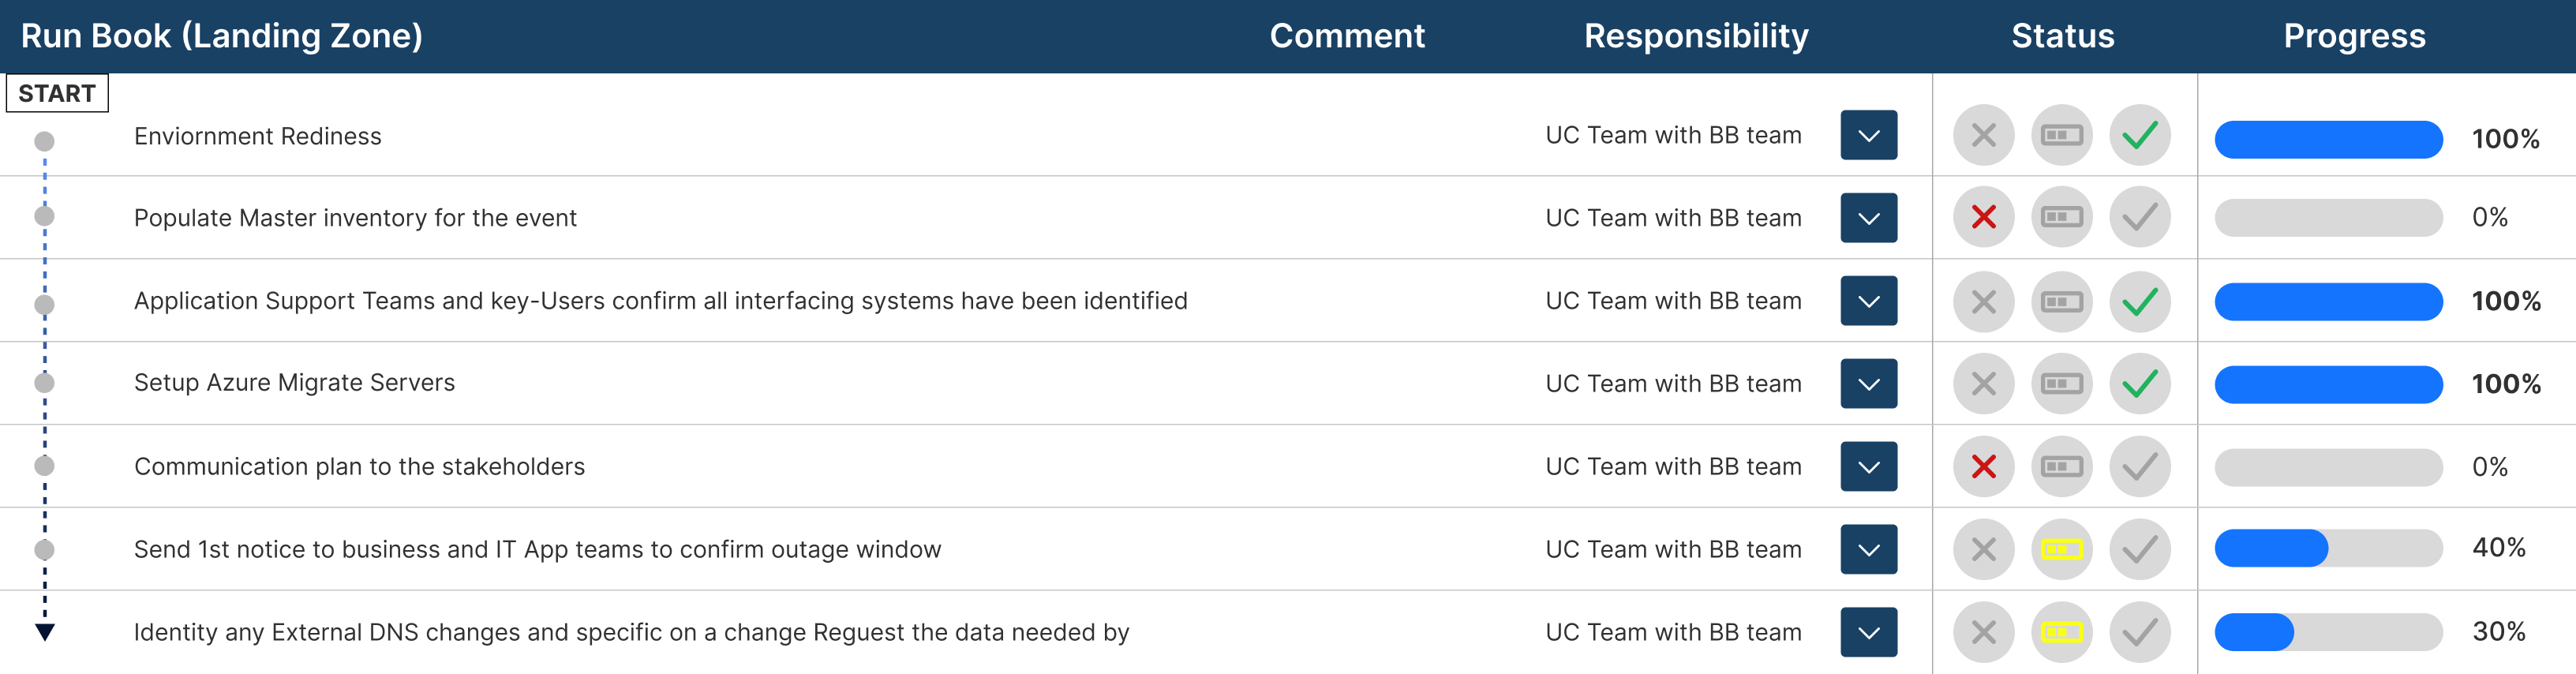 Run Book (Landing Zone) Comment Responsibility Status Progress
START
Enviornment Rediness UC Team with BB team 100%
Populate Master inventory for the event UC Team with BB team 0%
Application Support Teams and key-Users confirm all interfacing systems have been identified UC Team with BB team 100%
Setup Azure Migrate Servers UC Team with BB team 100%
Communication plan to the stakeholders UC Team with BB team 0%
Send 1st notice to business and IT App teams to confirm outage window UC Team with BB team 40%
Identity any External DNS changes and specific on a change Reguest the data needed by UC Team with BB team 30%